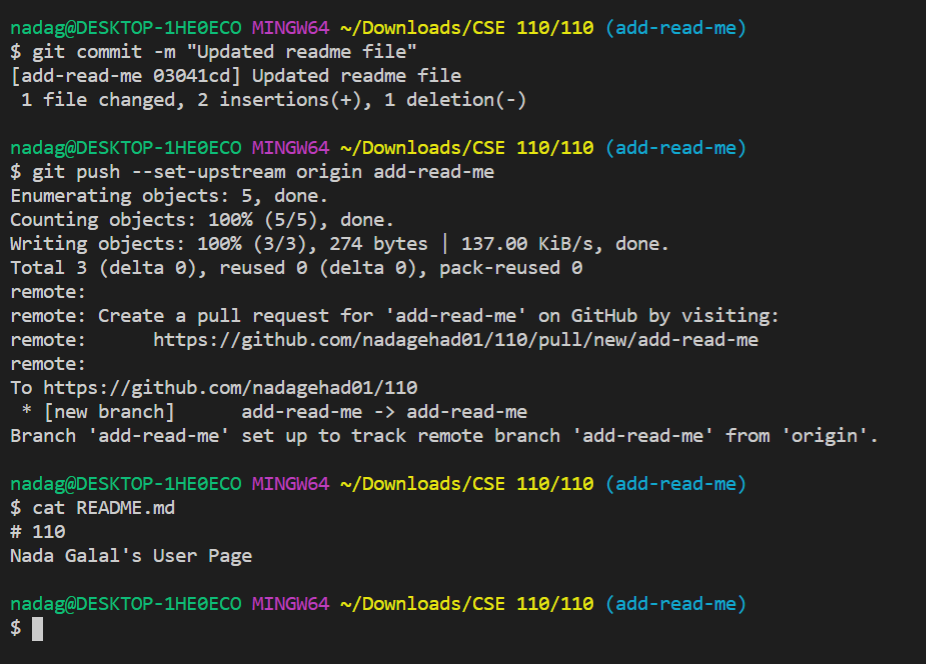 nadag@DESKTOP-1HE0ECO MINGW64 ~/Downloads/CSE 110/110 (add-read-me)
$ git commit -m "Updated readme file"
[add-read-me 03041cd] Updated readme file
 1 file changed, 2 insertions(+), 1 deletion(-)
nadag@DESKTOP-1HE0ECO MINGW64 ~/Downloads/CSE 110/110 (add-read-me)
$ git push --set-upstream origin add-read-me
Enumerating objects: 5, done.
Counting objects: 100% (5/5), done.
Writing objects: 100% (3/3), 274 bytes | 137.00 KiB/s, done.
Total 3 (delta 0), reused 0 (delta 0), pack-reused 0
remote:
remote: Create a pull request for 'add-read-me' on GitHub by visiting:
remote:      https://github.com/nadagehad01/110/pull/new/add-read-me
remote:
To https://github.com/nadagehad01/110
 * [new branch]      add-read-me -> add-read-me
Branch 'add-read-me' set up to track remote branch 'add-read-me' from 'origin'.
nadag@DESKTOP-1HE0ECO MINGW64 ~/Downloads/CSE 110/110 (add-read-me)
$ cat README.md
# 110
Nada Galal's User Page
nadag@DESKTOP-1HE0ECO MINGW64 ~/Downloads/CSE 110/110 (add-read-me)
$